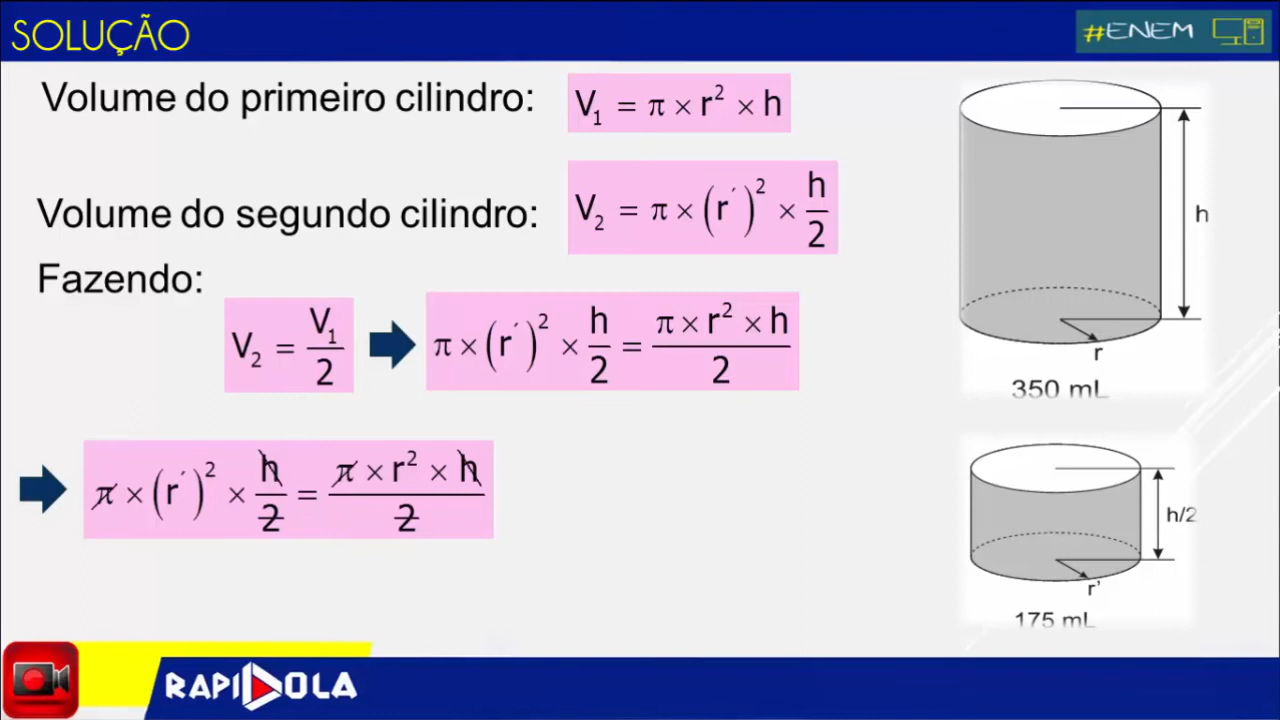 SOLUÇÃO
#ENEM
Volume do primeiro cilindro: V₁ = π × r² × h
Volume do segundo cilindro: V₂ = π × (r´)² × h/2
Fazendo:
V₂ = V₁/2 π × (r´)² × h/2 = π × r² × h/2
π × (r´)² × h/2 = π × r² × h/2
h
r
350 mL
h/2
r'
175 mL
RAPIDOLA